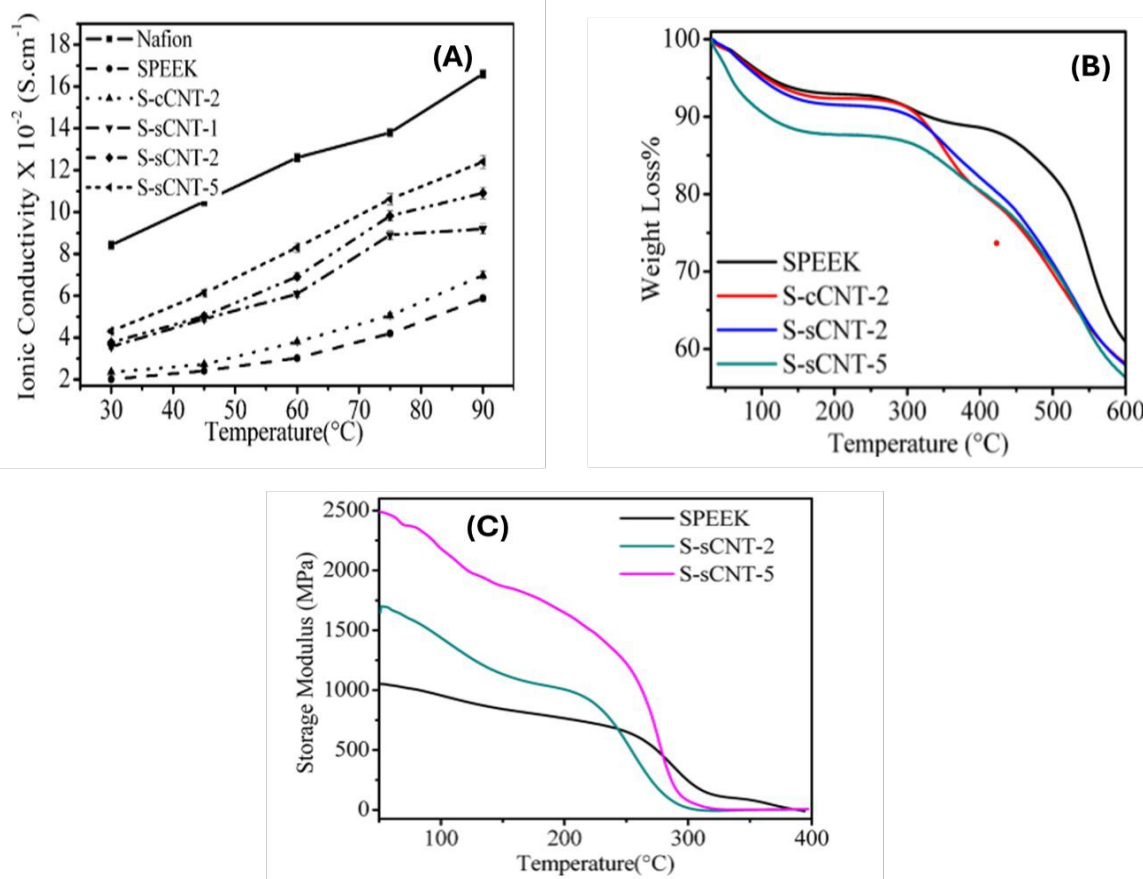 (A)
Nafion
SPEEK
S-cCNT-2
S-sCNT-1
S-sCNT-2
S-sCNT-5
18
16
14
12
10
8
6
4
2
Ionic Conductivity X 10⁻² (S.cm⁻¹)
30 40 50 60 70 80 90
Temperature(°C)
(B)
100
90
80
70
60
Weight Loss%
SPEEK
S-cCNT-2
S-sCNT-2
S-sCNT-5
100 200 300 400 500 600
Temperature (°C)
(C)
SPEEK
S-sCNT-2
S-sCNT-5
2500
2000
1500
1000
500
0
Storage Modulus (MPa)
100 200 300 400
Temperature(°C)